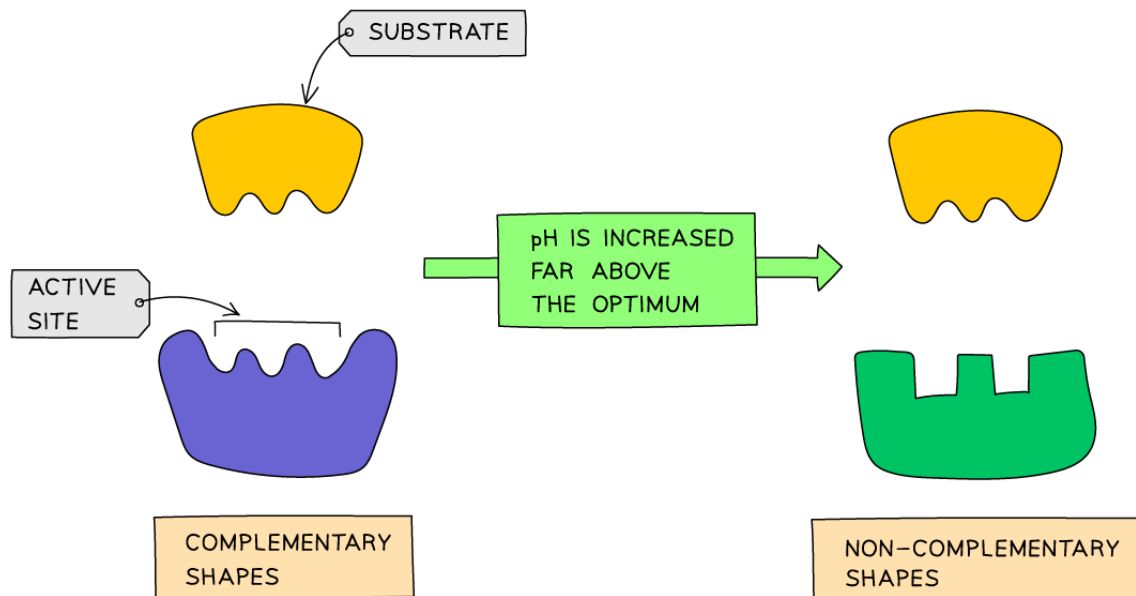 SUBSTRATE
pH IS INCREASED
FAR ABOVE
THE OPTIMUM
ACTIVE
SITE
COMPLEMENTARY
SHAPES
NON-COMPLEMENTARY
SHAPES